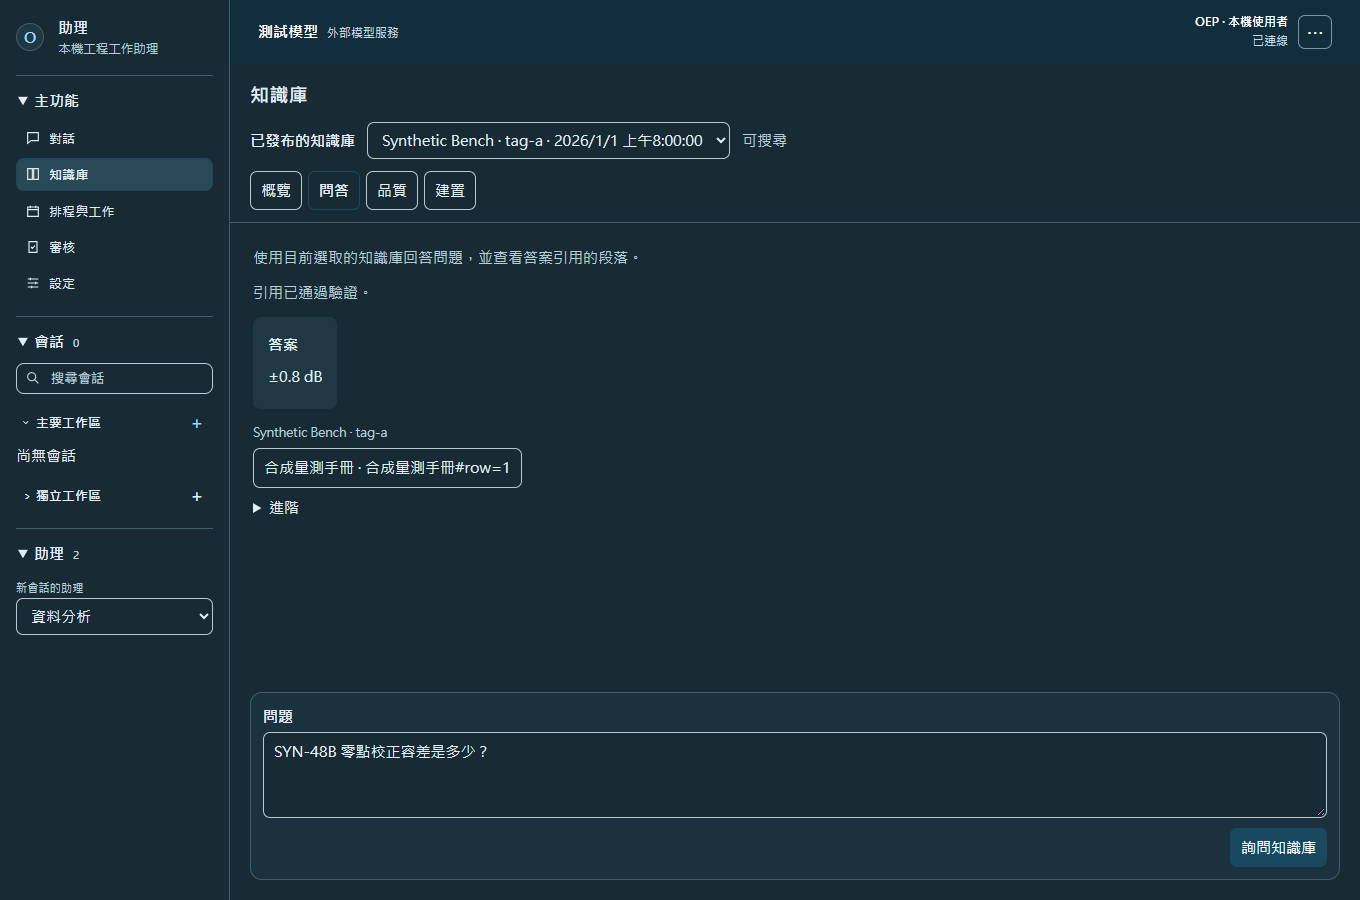 O
助理
本機工程工作助理
▼ 主功能
對話
知識庫
排程與工作
審核
設定
▼ 會話 0
搜尋會話
主要工作區 +
尚無會話
獨立工作區 +
▼ 助理 2
新會話的助理
資料分析
測試模型 外部模型服務
OEP · 本機使用者
已連線
...
知識庫
已發布的知識庫 Synthetic Bench · tag-a · 2026/1/1 上午8:00:00 可搜尋
概覽 問答 品質 建置
使用目前選取的知識庫回答問題，並查看答案引用的段落。
引用已通過驗證。
答案
±0.8 dB
Synthetic Bench · tag-a
合成量測手冊 · 合成量測手冊#row=1
▶ 進階
問題
SYN-48B 零點校正容差是多少？
詢問知識庫